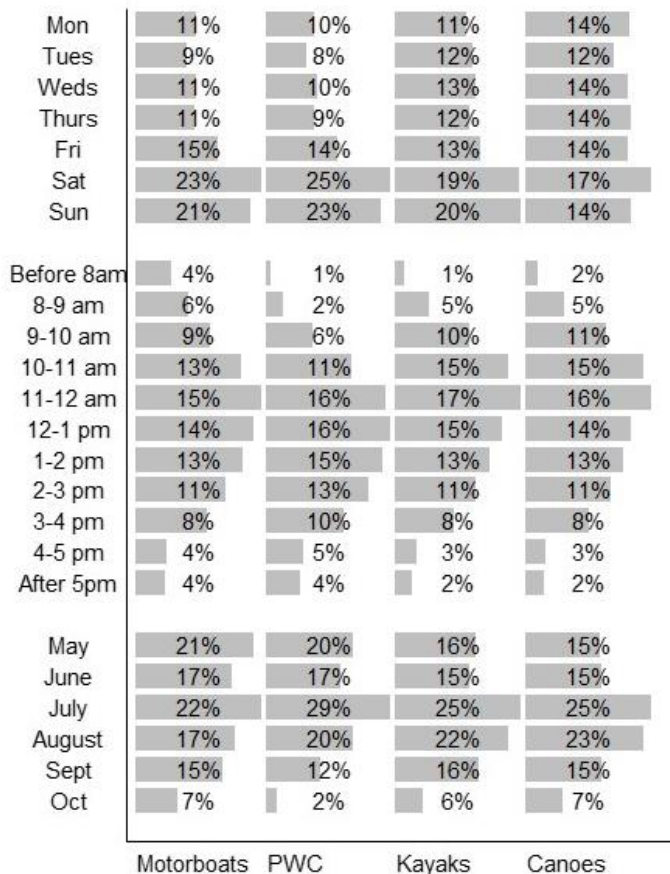 Mon 11% 10% 11% 14%
Tues 9% 8% 12% 12%
Weds 11% 10% 13% 14%
Thurs 11% 9% 12% 14%
Fri 15% 14% 13% 14%
Sat 23% 25% 19% 17%
Sun 21% 23% 20% 14%
Before 8am 4% 1% 1% 2%
8-9 am 6% 2% 5% 5%
9-10 am 9% 6% 10% 11%
10-11 am 13% 11% 15% 15%
11-12 am 15% 16% 17% 16%
12-1 pm 14% 16% 15% 14%
1-2 pm 13% 15% 13% 13%
2-3 pm 11% 13% 11% 11%
3-4 pm 8% 10% 8% 8%
4-5 pm 4% 5% 3% 3%
After 5pm 4% 4% 2% 2%
May 21% 20% 16% 15%
June 17% 17% 15% 15%
July 22% 29% 25% 25%
August 17% 20% 22% 23%
Sept 15% 12% 16% 15%
Oct 7% 2% 6% 7%
Motorboats PWC Kayaks Canoes